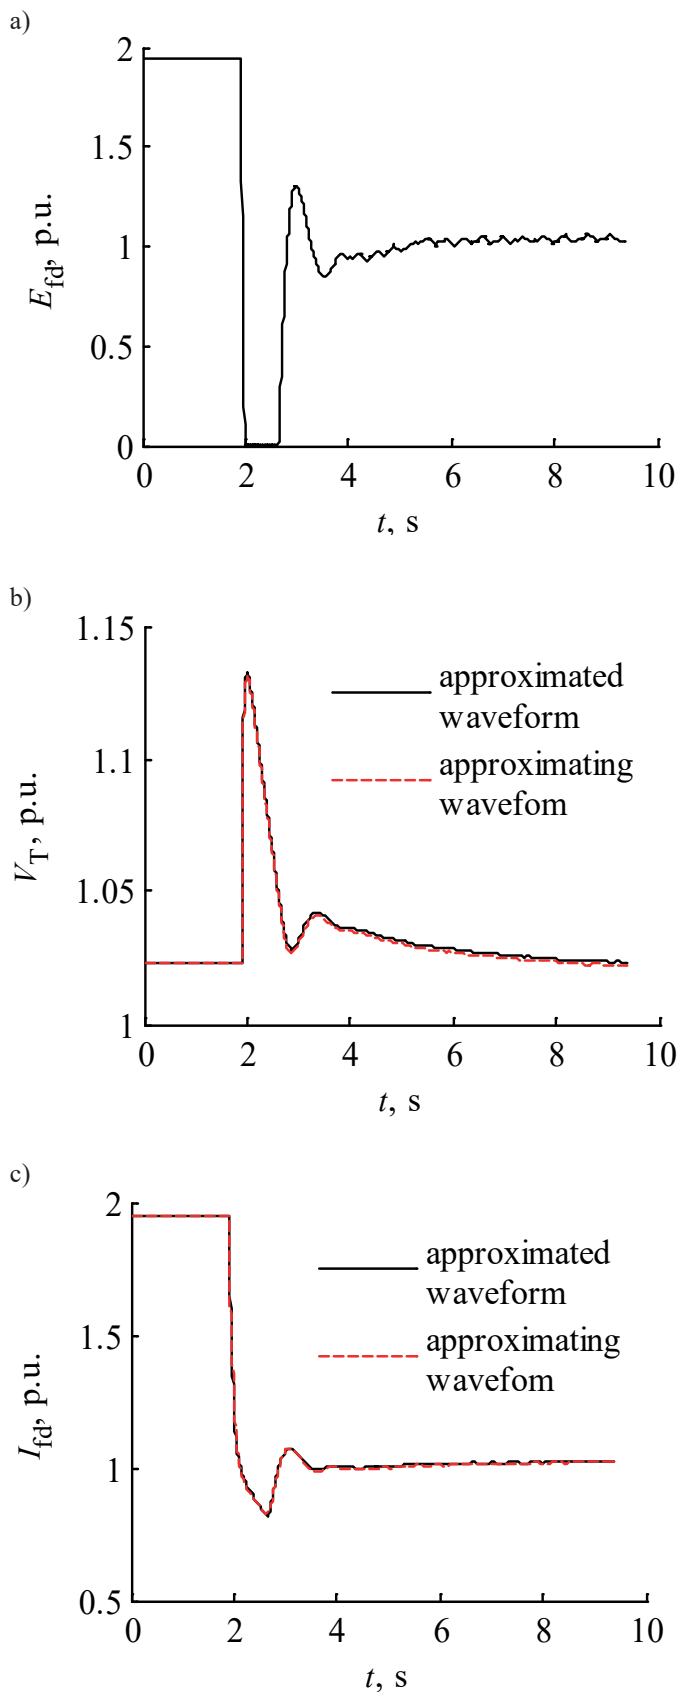 a)
2
1.5
1
0.5
0
E_fd, p.u.
0 2 4 6 8 10
t, s
b)
1.15
1.1
1.05
1
V_T, p.u.
approximated
waveform
approximating
wavefom
0 2 4 6 8 10
t, s
c)
2
1.5
1
0.5
I_fd, p.u.
approximated
waveform
approximating
wavefom
0 2 4 6 8 10
t, s